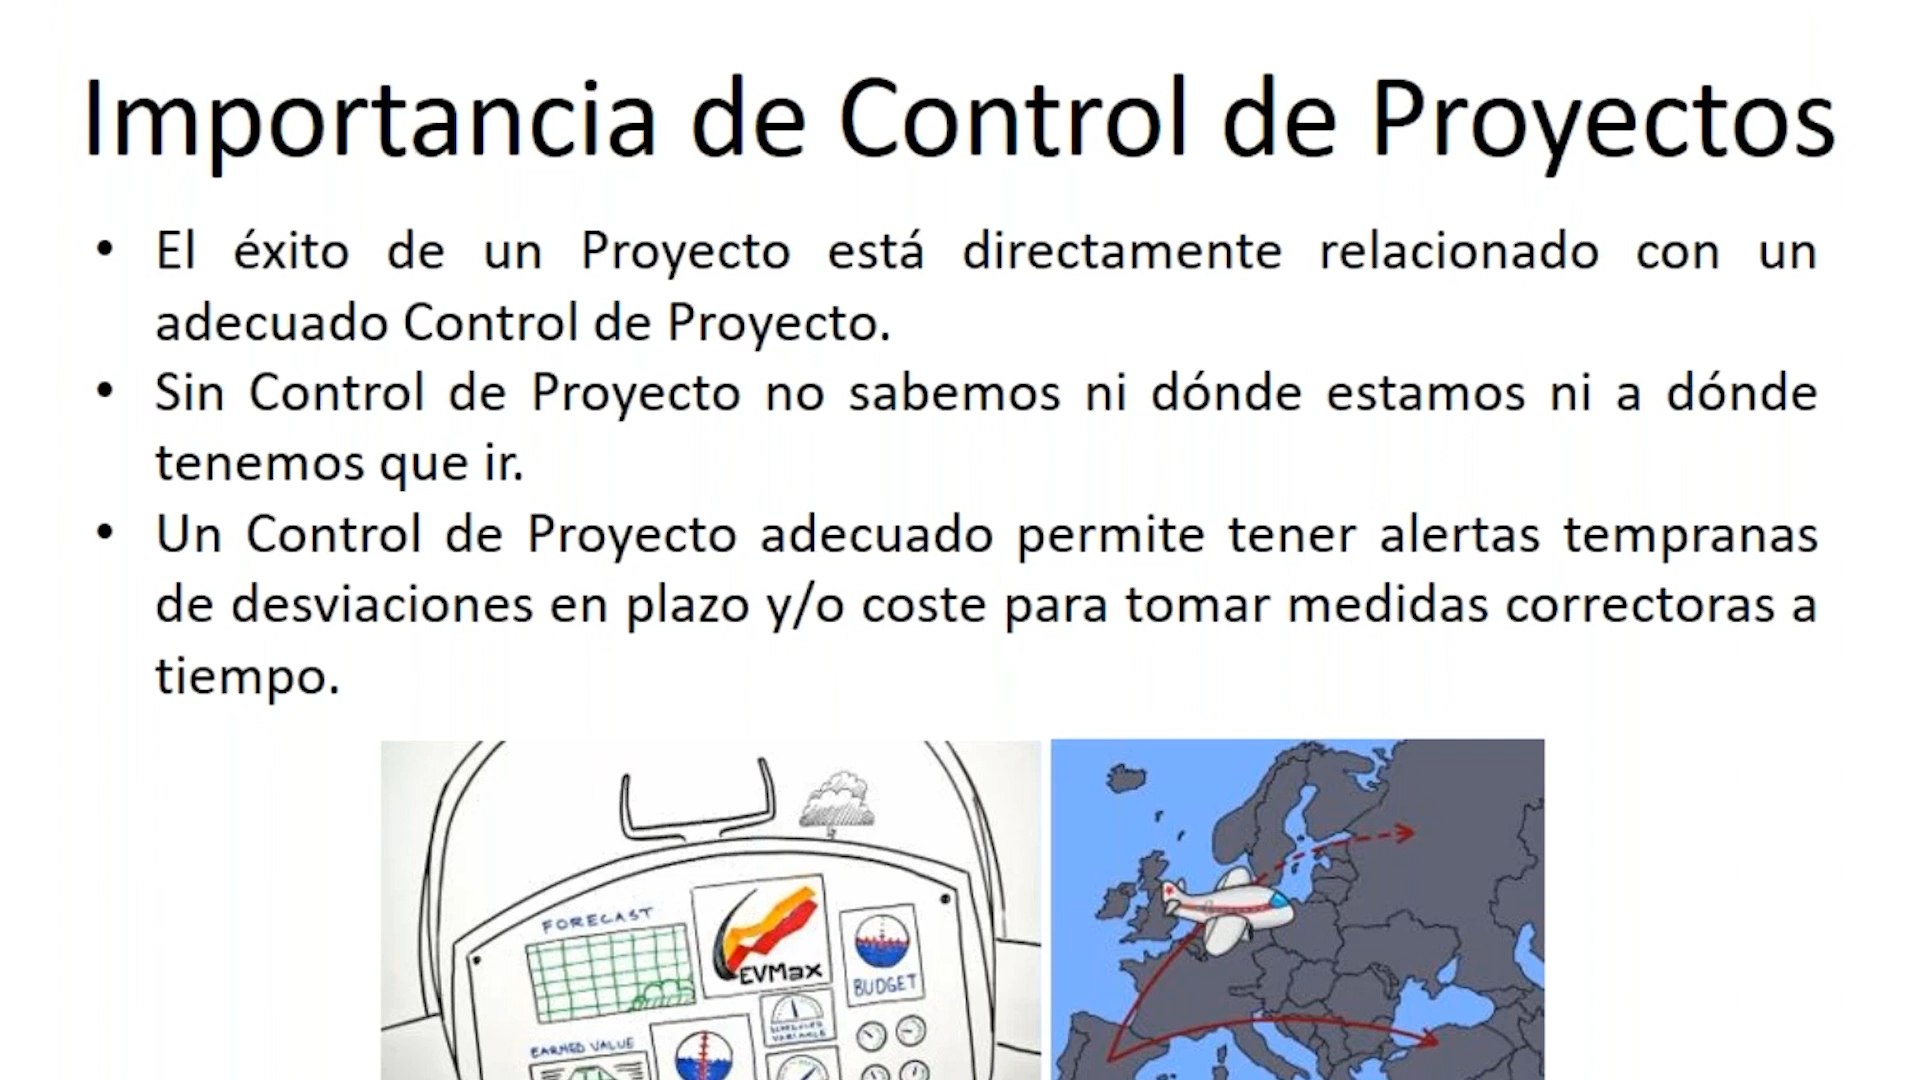 Importancia de Control de Proyectos
• El éxito de un Proyecto está directamente relacionado con un
adecuado Control de Proyecto.
• Sin Control de Proyecto no sabemos ni dónde estamos ni a dónde
tenemos que ir.
• Un Control de Proyecto adecuado permite tener alertas tempranas
de desviaciones en plazo y/o coste para tomar medidas correctoras a
tiempo.
FORECAST
EVMax
BUDGET
SCHEDULED
VARIANCE
EARNED VALUE